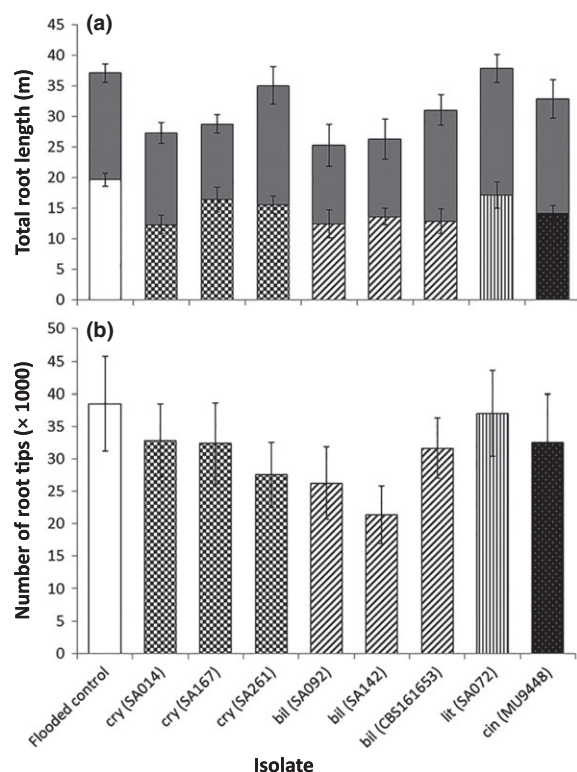 (a)
Total root length (m)
45
40
35
30
25
20
15
10
5
0
(b)
Number of root tips (× 1000)
50
45
40
35
30
25
20
15
10
5
0
Flooded control
cry (SA014)
cry (SA167)
cry (SA261)
bil (SA092)
bil (SA142)
bil (CBS161653)
lit (SA072)
cin (MU9448)
Isolate